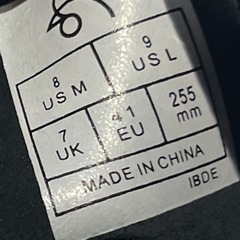 8 US M 9 US L
7 UK 41 EU 255 mm
MADE IN CHINA
IBDE